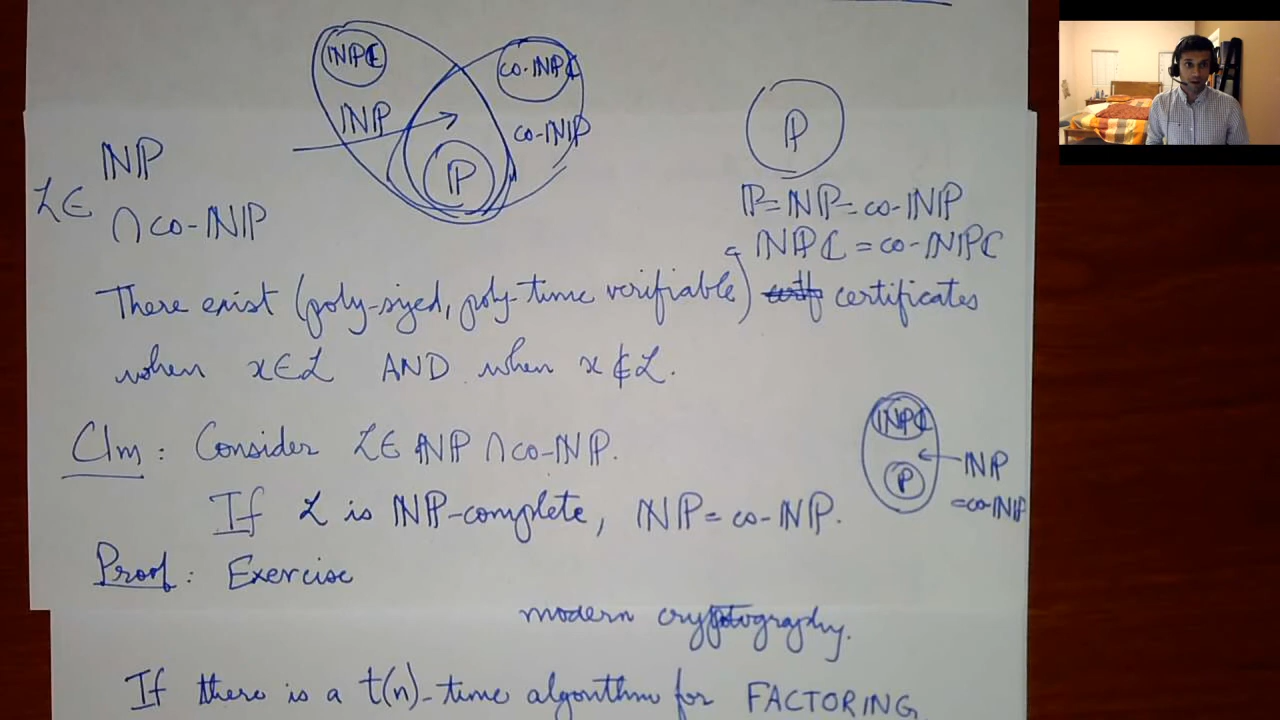 NPC
co-NPC
NP
co-NP
P
P
P=NP=co-NP
NPC=co-NPC
L∈ NP
∩ co-NP
There exist (poly-sized, poly-time verifiable) certificates
when x∈L AND when x∉L.
Clm: Consider L∈NP∩co-NP.
If L is NP-complete, NP=co-NP.
NPC
P
NP
=co-NP
Proof: Exercise
modern cryptography.
If there is a t(n)-time algorithm for FACTORING